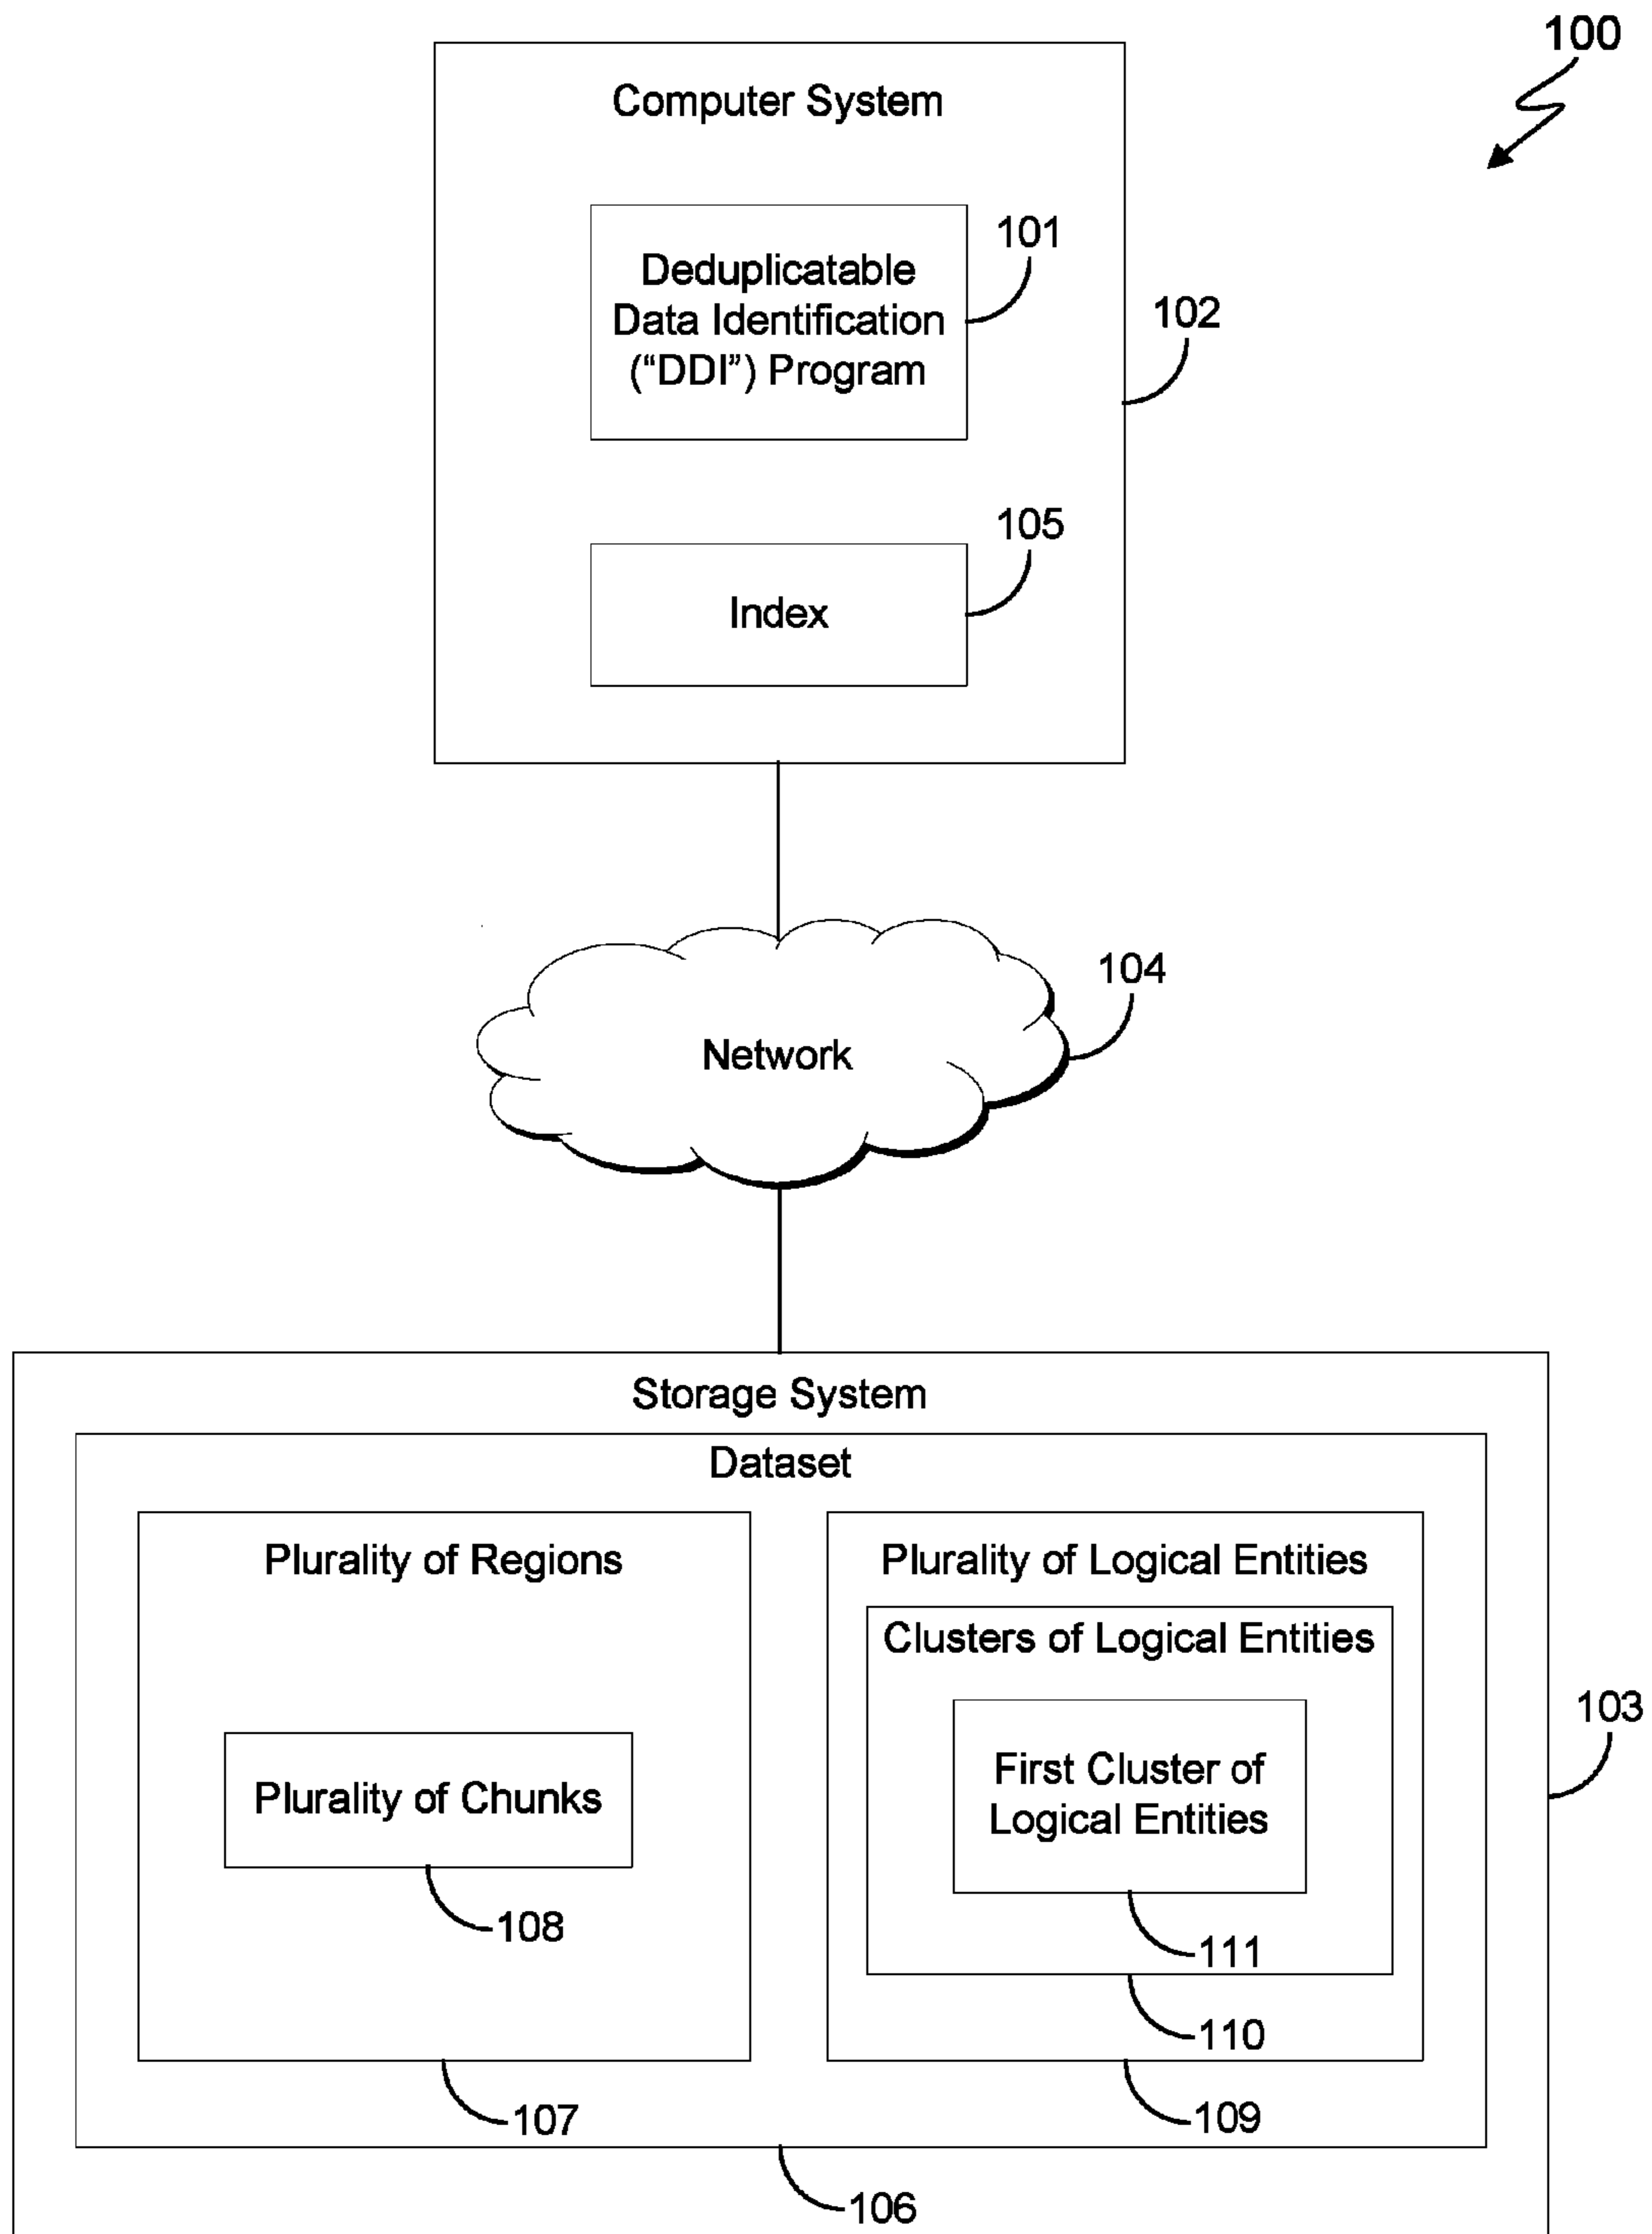 100
Computer System
101
Deduplicatable
Data Identification
(“DDI”) Program
102
105
Index
104
Network
Storage System
Dataset
Plurality of Regions
Plurality of Logical Entities
Clusters of Logical Entities
103
First Cluster of
Logical Entities
Plurality of Chunks
108
111
110
107
109
106